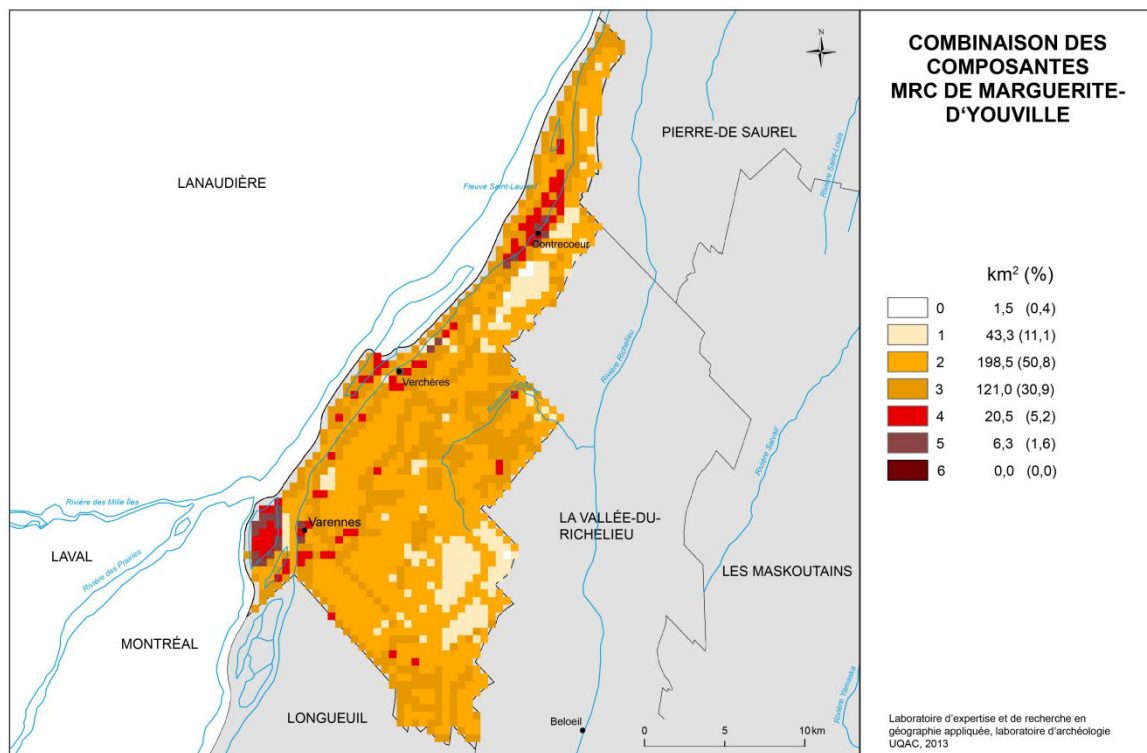 COMBINAISON DES
COMPOSANTES
MRC DE MARGUERITE-
D'YOUVILLE
N
PIERRE-DE SAUREL
Rivière Saint-Louis
LANAUDIÈRE
Fleuve Saint-Laurent
Contrecoeur
km² (%)
0 1,5 (0,4)
1 43,3 (11,1)
2 198,5 (50,8)
3 121,0 (30,9)
4 20,5 (5,2)
5 6,3 (1,6)
6 0,0 (0,0)
Rivière Richelieu
Verchères
Rivière Salvail
Rivière des Mille Îles
Varennes
LA VALLÉE-DU-
RICHELIEU
LAVAL
Rivière des Prairies
LES MASKOUTAINS
MONTRÉAL
Rivière Yamaska
LONGUEUIL
Beloeil
0 5 10 km
Laboratoire d'expertise et de recherche en
géographie appliquée, laboratoire d'archéologie
UQAC, 2013